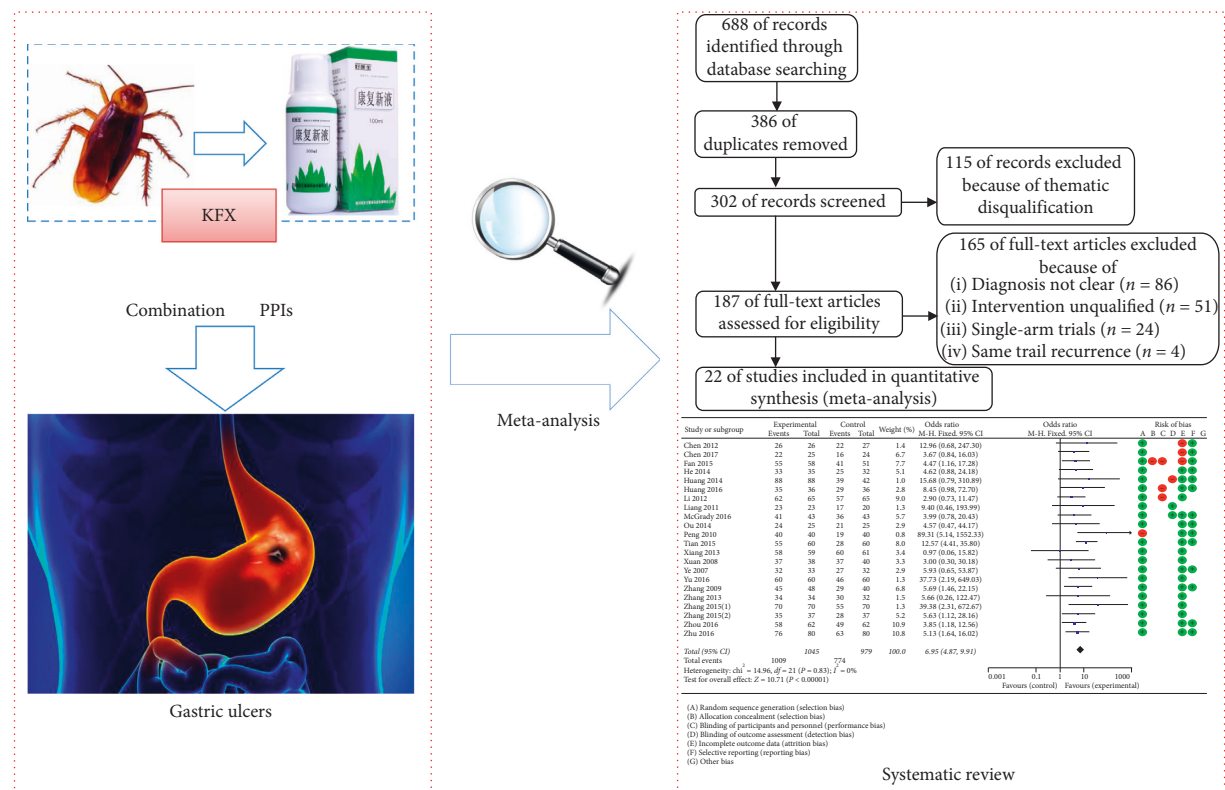 康复新液
100ml
康复新液
100ml
KFX
Combination PPIs
Gastric ulcers
Meta-analysis
688 of records
identified through
database searching
386 of
duplicates removed
302 of records screened
115 of records excluded
because of thematic
disqualification
187 of full-text articles
assessed for eligibility
165 of full-text articles excluded
because of
(i) Diagnosis not clear (n = 86)
(ii) Intervention unqualified (n = 51)
(iii) Single-arm trials (n = 24)
(iv) Same trail recurrence (n = 4)
22 of studies included in quantitative
synthesis (meta-analysis)
Experimental Control Odds ratio Odds ratio Risk of bias
Study or subgroup Events Total Events Total Weight (%) M-H. Fixed. 95% CI M-H. Fixed. 95% CI A B C D E F G
Chen 2012 26 26 22 27 1.4 12.96 (0.68, 247.30)
Chen 2017 22 25 16 24 6.7 3.67 (0.84, 16.03)
Fan 2015 55 58 41 51 7.7 4.47 (1.16, 17.28)
He 2014 33 35 25 32 5.1 4.62 (0.88, 24.18)
Huang 2014 88 88 39 42 1.0 15.68 (0.79, 310.89)
Huang 2016 35 36 29 36 2.8 8.45 (0.98, 72.70)
Li 2012 62 65 57 65 9.0 2.90 (0.73, 11.47)
Liang 2011 23 23 17 20 1.3 9.40 (0.46, 193.99)
McGrady 2016 41 43 36 43 5.7 3.99 (0.78, 20.43)
Ou 2014 24 25 21 25 2.9 4.57 (0.47, 44.17)
Peng 2010 40 40 19 40 0.8 89.31 (5.14, 1552.33)
Tian 2015 55 60 28 60 8.0 12.57 (4.41, 35.80)
Xiang 2013 58 59 60 61 3.4 0.97 (0.06, 15.82)
Xuan 2008 37 38 37 40 3.3 3.00 (0.30, 30.18)
Ye 2007 32 33 27 32 2.9 5.93 (0.65, 53.87)
Yu 2016 60 60 46 60 1.3 37.73 (2.19, 649.03)
Zhang 2009 45 48 29 40 6.8 5.69 (1.46, 22.15)
Zhang 2013 34 34 30 32 1.5 5.66 (0.26, 122.47)
Zhang 2015(1) 70 70 55 70 1.3 39.38 (2.31, 672.67)
Zhang 2015(2) 35 37 28 37 5.2 5.63 (1.12, 28.16)
Zhou 2016 58 62 49 62 10.9 3.85 (1.18, 12.56)
Zhu 2016 76 80 63 80 10.8 5.13 (1.64, 16.02)
Total (95% CI) 1045 979 100.0 6.95 (4.87, 9.91)
Total events 1009 774
Heterogeneity: chi2 = 14.96, df = 21 (P = 0.83); I2 = 0%
Test for overall effect: Z = 10.71 (P < 0.00001)
0.001 0.1 1 10 1000
Favours (control) Favours (experimental)
(A) Random sequence generation (selection bias)
(B) Allocation concealment (selection bias)
(C) Blinding of participants and personnel (performance bias)
(D) Blinding of outcome assessment (detection bias)
(E) Incomplete outcome data (attrition bias)
(F) Selective reporting (reporting bias)
(G) Other bias
Systematic review